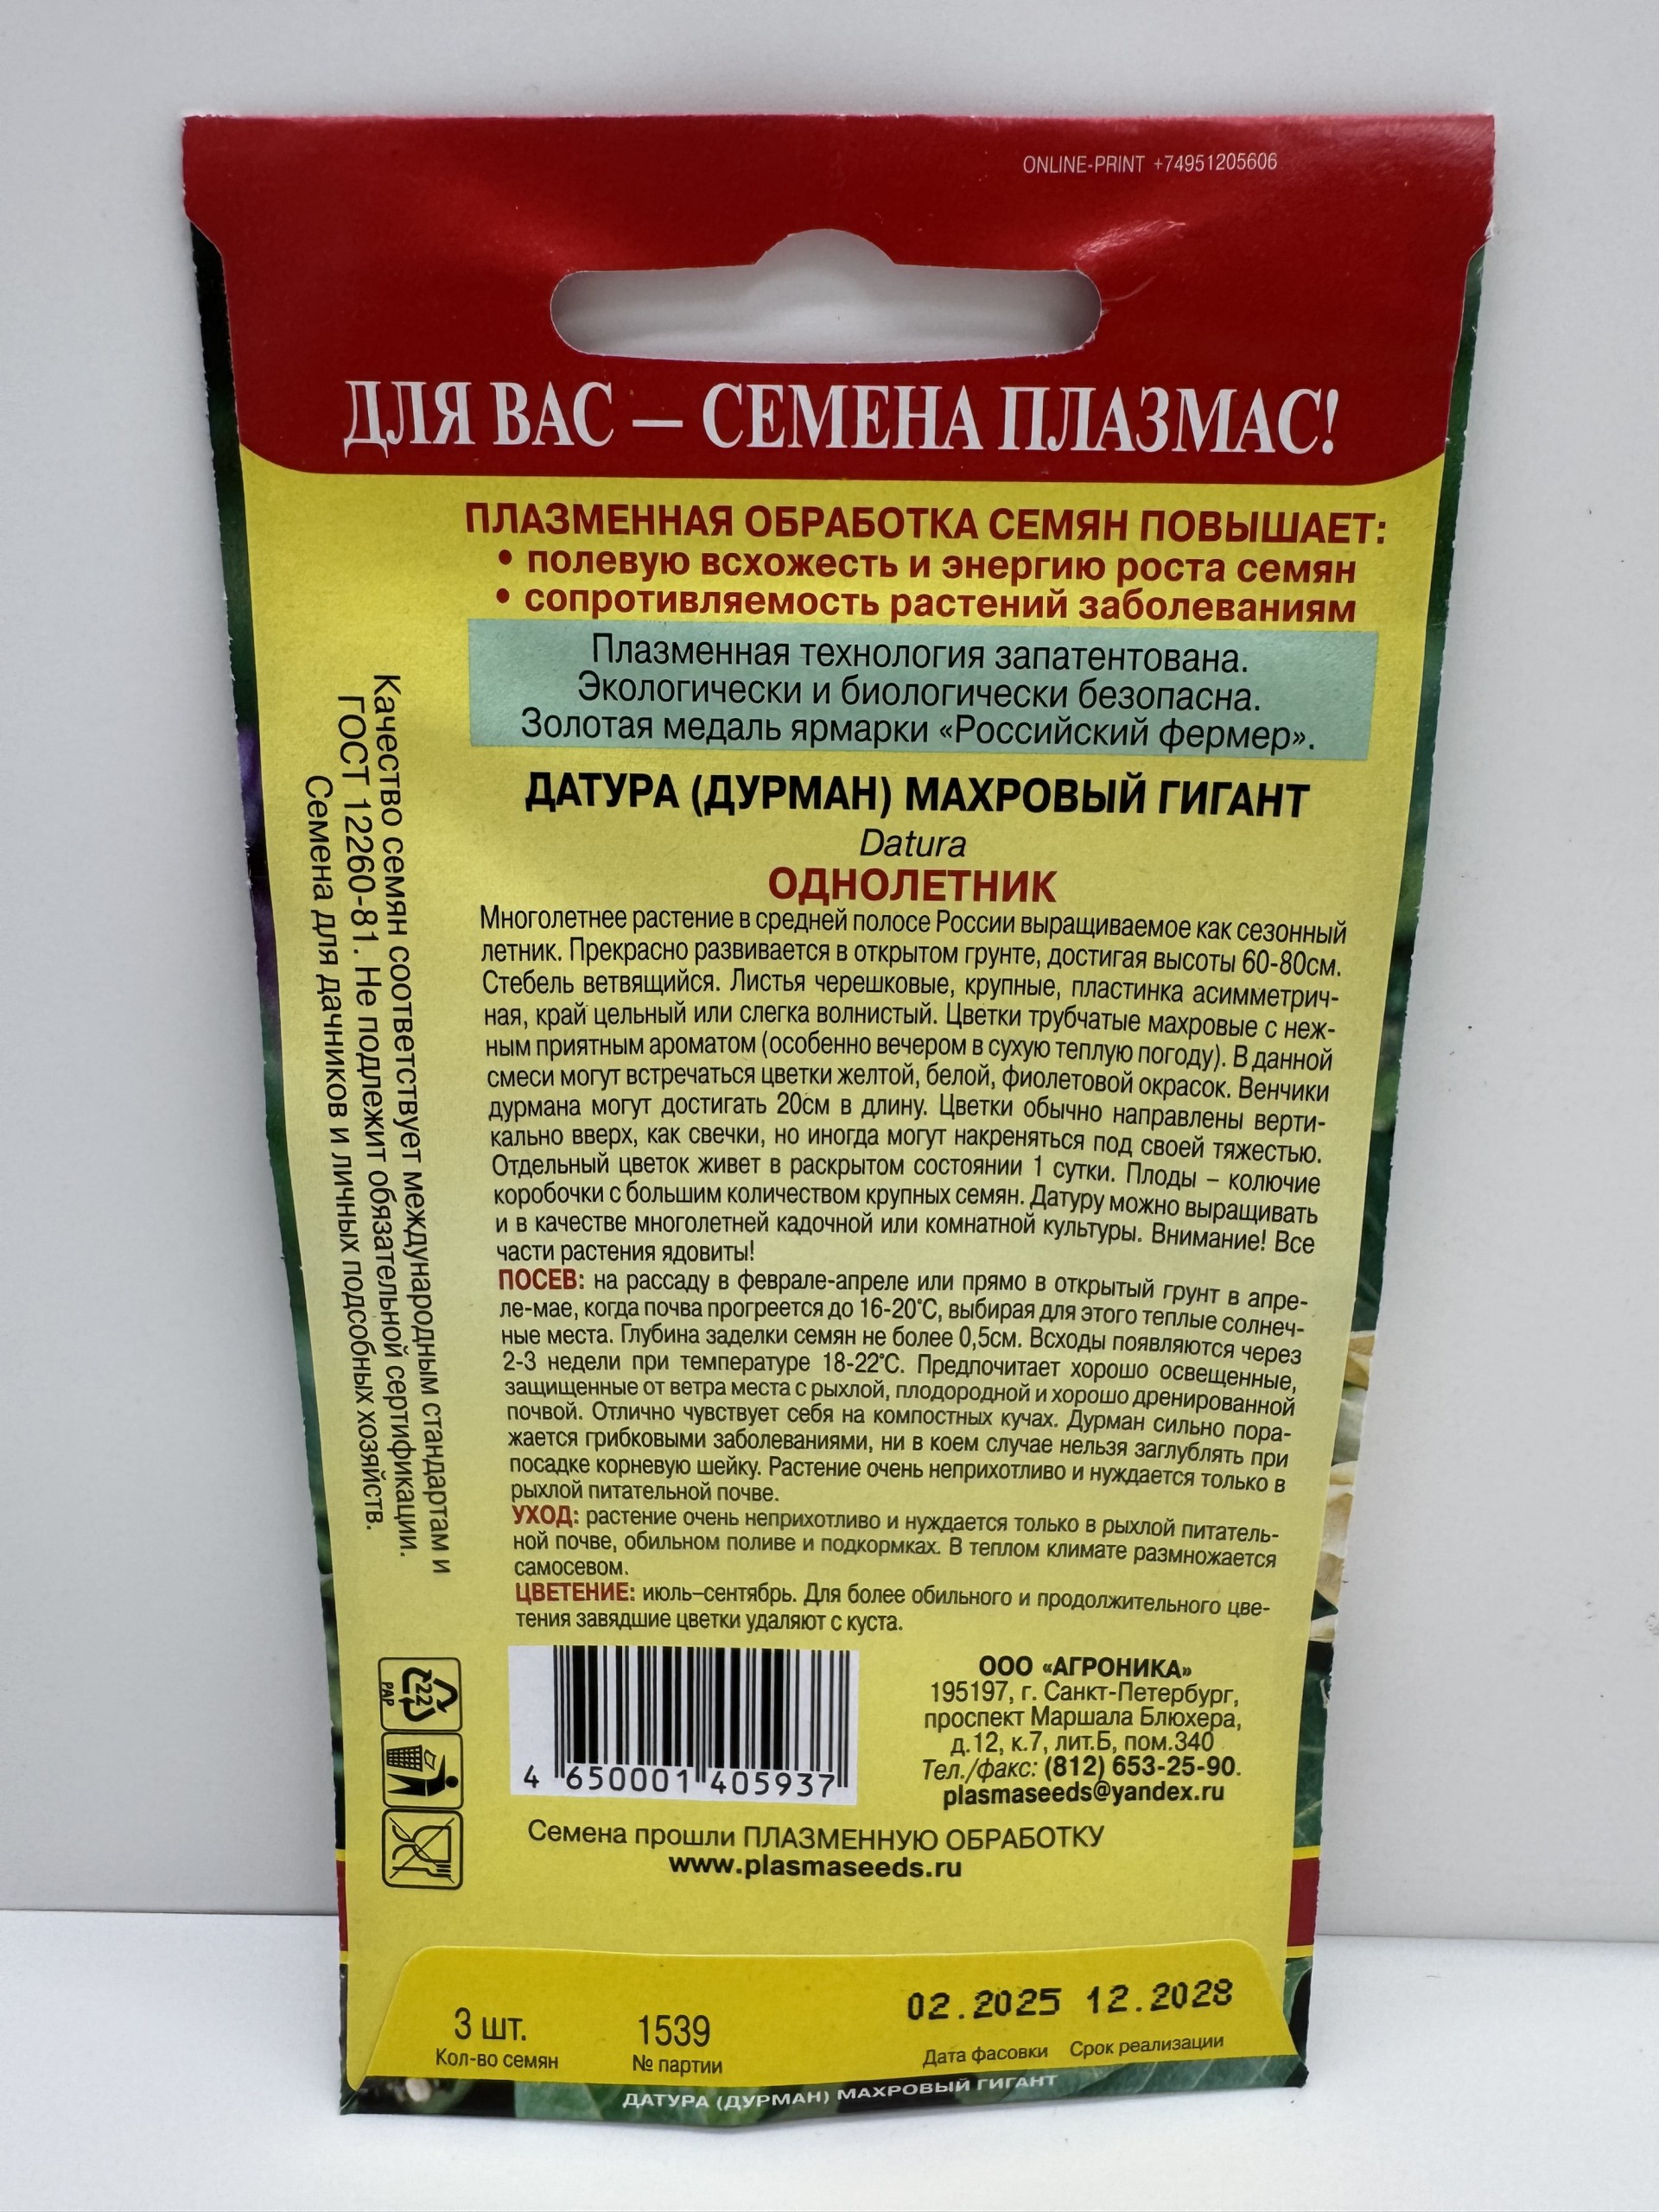 ONLINE-PRINT +74951205606
ДЛЯ ВАС – СЕМЕНА ПЛАЗМАС!
ПЛАЗМЕННАЯ ОБРАБОТКА СЕМЯН ПОВЫШАЕТ:
• полевую всхожесть и энергию роста семян
• сопротивляемость растений заболеваниям
Плазменная технология запатентована.
Экологически и биологически безопасна.
Золотая медаль ярмарки «Российский фермер».
ДАТУРА (ДУРМАН) МАХРОВЫЙ ГИГАНТ
Datura
ОДНОЛЕТНИК
Многолетнее растение в средней полосе России выращиваемое как сезонный
летник. Прекрасно развивается в открытом грунте, достигая высоты 60-80см.
Стебель ветвящийся. Листья черешковые, крупные, пластинка асимметрич-
ная, край цельный или слегка волнистый. Цветки трубчатые махровые с неж-
ным приятным ароматом (особенно вечером в сухую теплую погоду). В данной
смеси могут встречаться цветки желтой, белой, фиолетовой окрасок. Венчики
дурмана могут достигать 20см в длину. Цветки обычно направлены верти-
кально вверх, как свечки, но иногда могут накреняться под своей тяжестью.
Отдельный цветок живет в раскрытом состоянии 1 сутки. Плоды – колючие
коробочки с большим количеством крупных семян. Датуру можно выращивать
и в качестве многолетней кадочной или комнатной культуры. Внимание! Все
части растения ядовиты!
ПОСЕВ: на рассаду в феврале-апреле или прямо в открытый грунт в апре-
ле-мае, когда почва прогреется до 16-20°С, выбирая для этого теплые солнеч-
ные места. Глубина заделки семян не более 0,5см. Всходы появляются через
2-3 недели при температуре 18-22°С. Предпочитает хорошо освещенные,
защищенные от ветра места с рыхлой, плодородной и хорошо дренированной
почвой. Отлично чувствует себя на компостных кучах. Дурман сильно пора-
жается грибковыми заболеваниями, ни в коем случае нельзя заглублять при
посадке корневую шейку. Растение очень неприхотливо и нуждается только в
рыхлой питательной почве.
УХОД: растение очень неприхотливо и нуждается только в рыхлой питатель-
ной почве, обильном поливе и подкормках. В теплом климате размножается
самосевом.
ЦВЕТЕНИЕ: июль–сентябрь. Для более обильного и продолжительного цве-
тения завядшие цветки удаляют с куста.
Качество семян соответствует международным стандартам и
ГОСТ 12260-81. Не подлежит обязательной сертификации.
Семена для дачников и личных подсобных хозяйств.
22
PAP
4 650001 405937
ООО «АГРОНИКА»
195197, г. Санкт-Петербург,
проспект Маршала Блюхера,
д.12, к.7, лит.Б, пом.340
Тел./факс: (812) 653-25-90.
plasmaseeds@yandex.ru
Семена прошли ПЛАЗМЕННУЮ ОБРАБОТКУ
www.plasmaseeds.ru
3 шт.
Кол-во семян
1539
№ партии
02.2025 12.2028
Дата фасовки Срок реализации
ДАТУРА (ДУРМАН) МАХРОВЫЙ ГИГАНТ